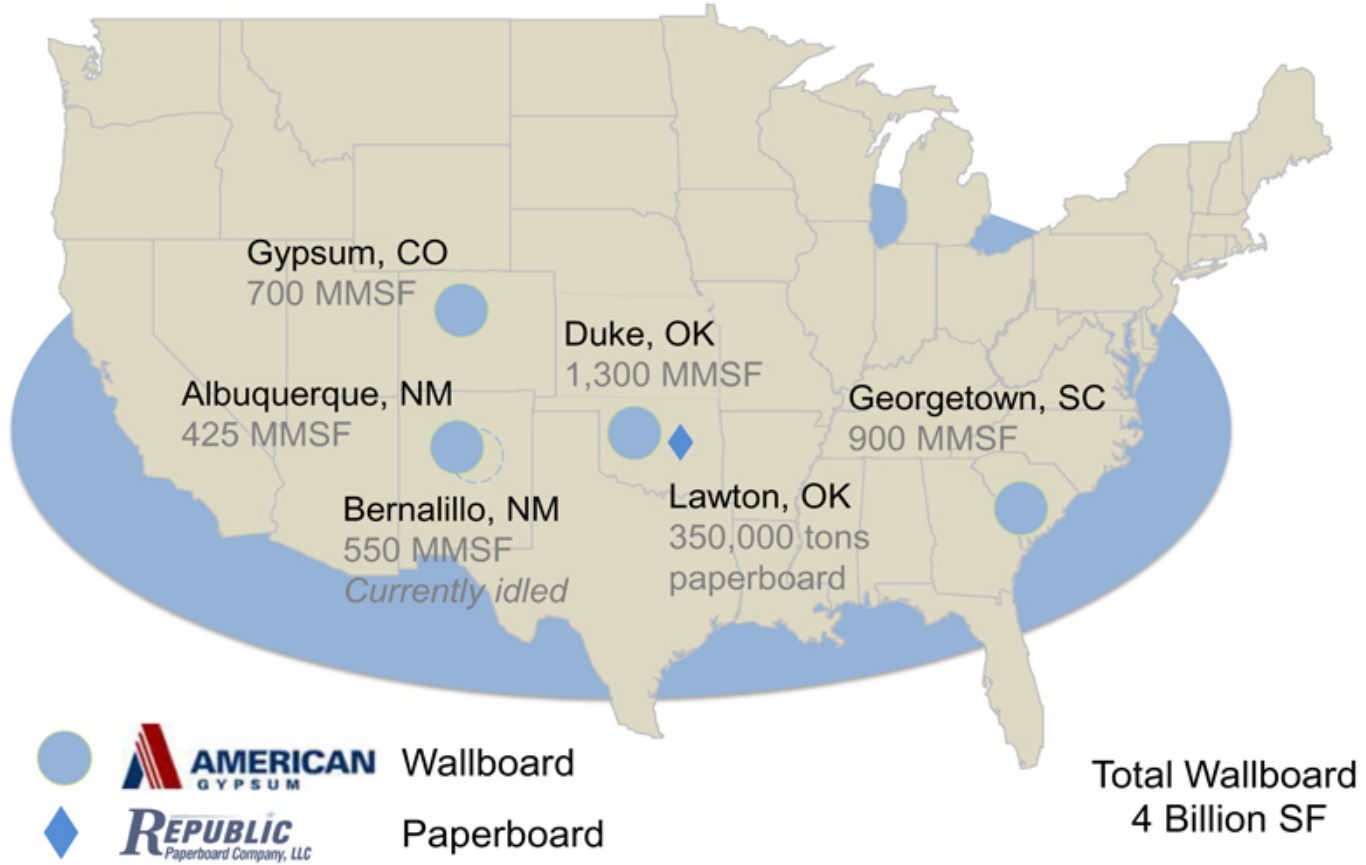 Gypsum, CO
700 MMSF
Duke, OK
1,300 MMSF
Albuquerque, NM
425 MMSF
Georgetown, SC
900 MMSF
Bernalillo, NM
550 MMSF
Currently idled
Lawton, OK
350,000 tons
paperboard
AMERICAN
GYPSUM
Wallboard
REPUBLIC
Paperboard Company, LLC
Paperboard
Total Wallboard
4 Billion SF